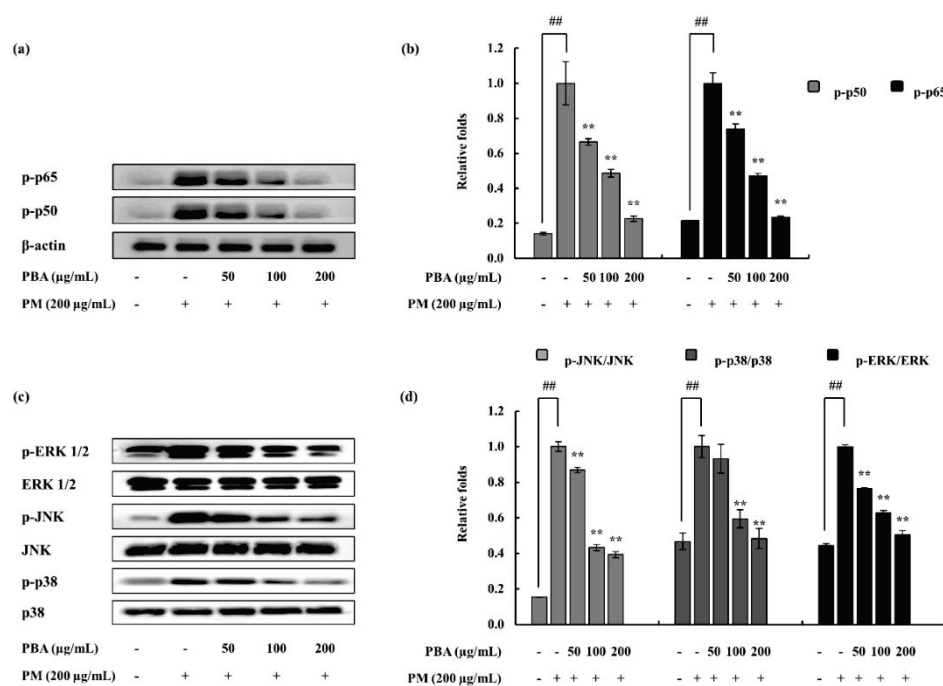 (a)
p-p65
p-p50
β-actin
PBA (μg/mL) - - 50 100 200
PM (200 μg/mL) - + + + +
(b)
## ##
p-p50 p-p65
Relative folds
1.2
1.0
0.8
0.6
0.4
0.2
0.0
** ** ** ** ** **
PBA (μg/mL) - - 50 100 200 - - 50 100 200
PM (200 μg/mL) - + + + + - + + + +
(c)
p-ERK 1/2
ERK 1/2
p-JNK
JNK
p-p38
p38
PBA (μg/mL) - - 50 100 200
PM (200 μg/mL) - + + + +
(d)
p-JNK/JNK p-p38/p38 p-ERK/ERK
## ## ##
Relative folds
1.2
1.0
0.8
0.6
0.4
0.2
0.0
** ** ** ** ** ** ** **
PBA (μg/mL) - - 50 100 200 - - 50 100 200 - - 50 100 200
PM (200 μg/mL) - + + + + - + + + + - + + + +